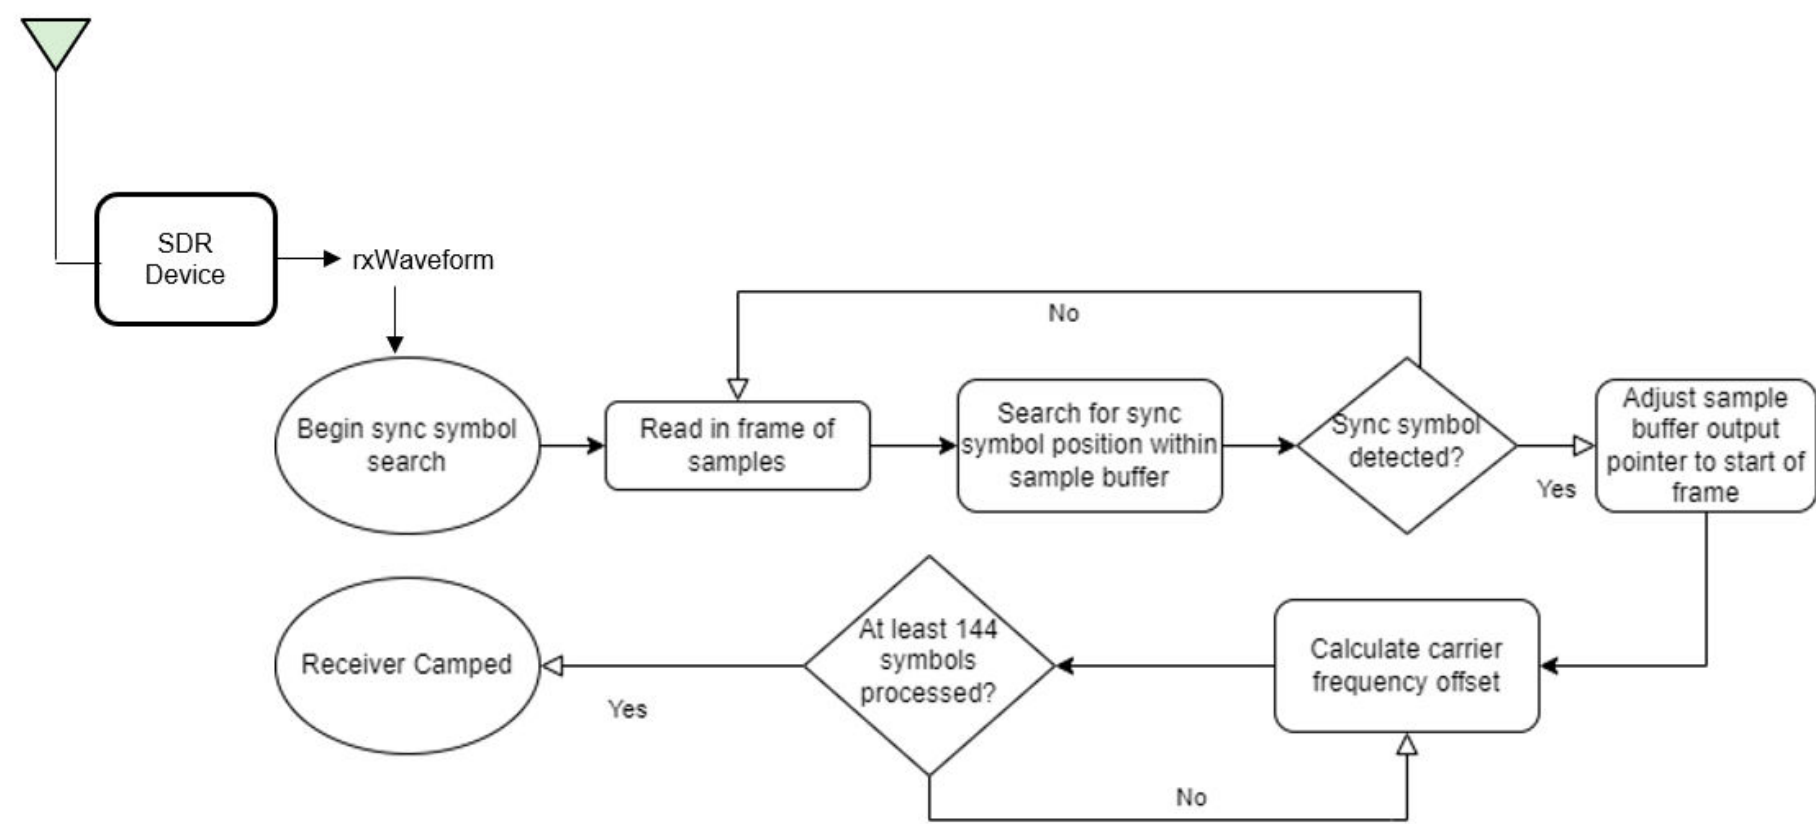 SDR
Device
rxWaveform
No
Begin sync symbol
search
Read in frame of
samples
Search for sync
symbol position within
sample buffer
Sync symbol
detected?
Yes
Adjust sample
buffer output
pointer to start of
frame
Calculate carrier
frequency offset
At least 144
symbols
processed?
No
Yes
Receiver Camped